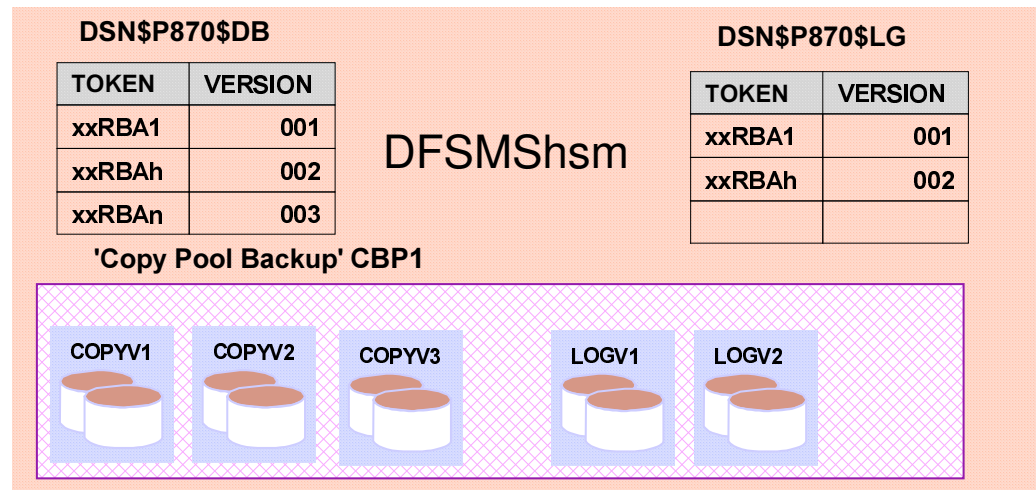 DSN$P870$DB
TOKEN VERSION
xxRBA1 001
xxRBAh 002
xxRBAn 003
DFSMShsm
DSN$P870$LG
TOKEN VERSION
xxRBA1 001
xxRBAh 002
'Copy Pool Backup' CBP1
COPYV1 COPYV2 COPYV3 LOGV1 LOGV2